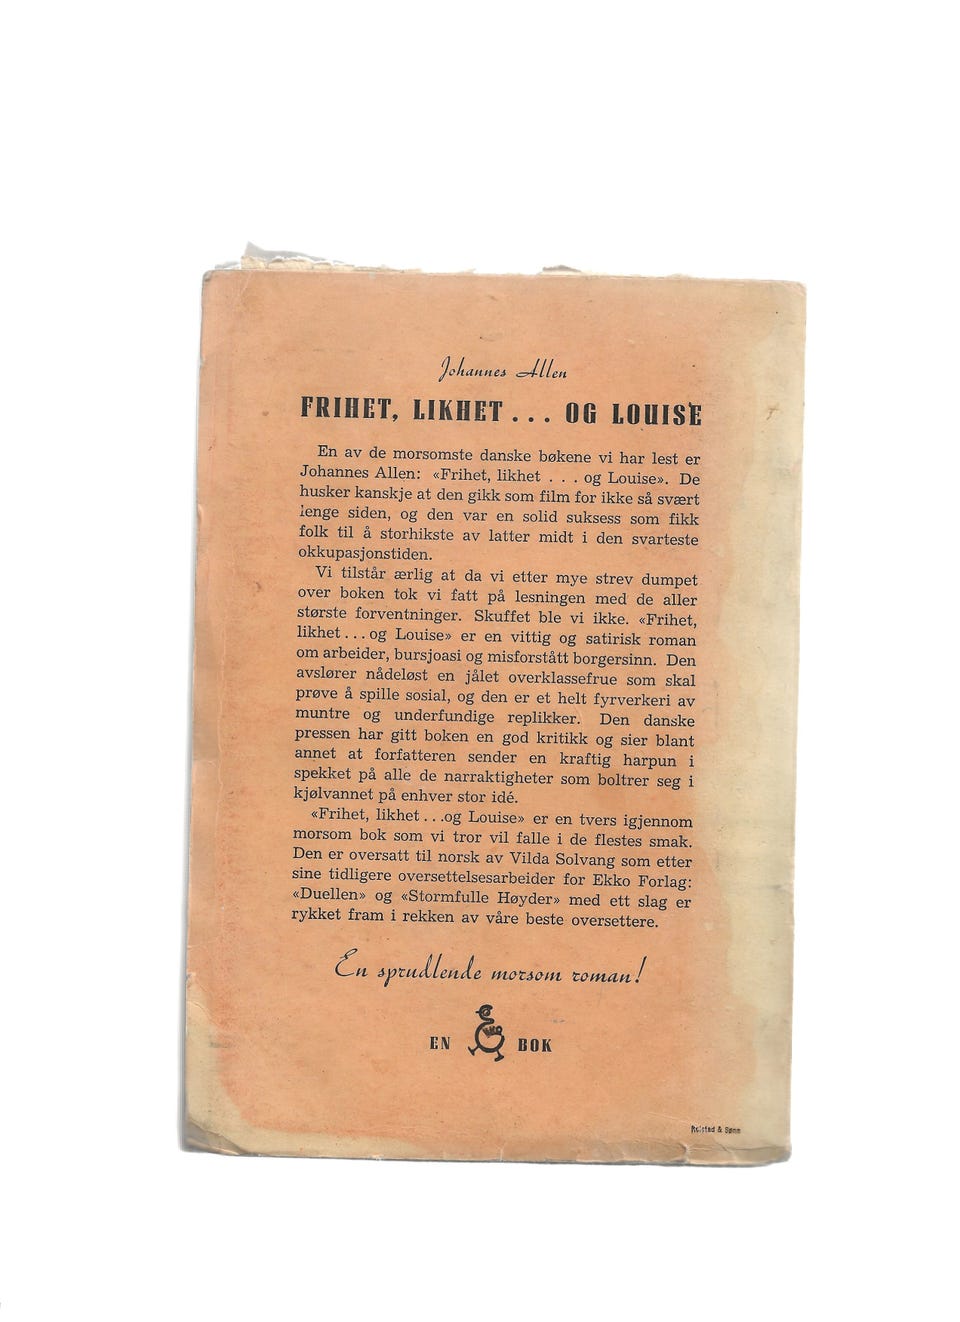 Johannes Allen
FRIHET, LIKHET . . . OG LOUISE
En av de morsomste danske bøkene vi har lest er
Johannes Allen: «Frihet, likhet . . . og Louise». De
husker kanskje at den gikk som film for ikke så svært
lenge siden, og den var en solid suksess som fikk
folk til å storhikste av latter midt i den svarteste
okkupasjonstiden.
Vi tilstår ærlig at da vi etter mye strev dumpet
over boken tok vi fatt på lesningen med de aller
største forventninger. Skuffet ble vi ikke. «Frihet,
likhet . . . og Louise» er en vittig og satirisk roman
om arbeider, bursjoasi og misforstått borgersinn. Den
avslører nådeløst en jålet overklassefrue som skal
prøve å spille sosial, og den er et helt fyrverkeri av
muntre og underfundige replikker. Den danske
pressen har gitt boken en god kritikk og sier blant
annet at forfatteren sender en kraftig harpun i
spekket på alle de narraktigheter som boltrer seg i
kjølvannet på enhver stor idé.
«Frihet, likhet . . .og Louise» er en tvers igjennom
morsom bok som vi tror vil falle i de flestes smak.
Den er oversatt til norsk av Vilda Solvang som etter
sine tidligere oversettelsesarbeider for Ekko Forlag:
«Duellen» og «Stormfulle Høyder» med ett slag er
rykket fram i rekken av våre beste oversettere.
En sprudlende morsom roman!
EN EKKO BOK
& Sønn